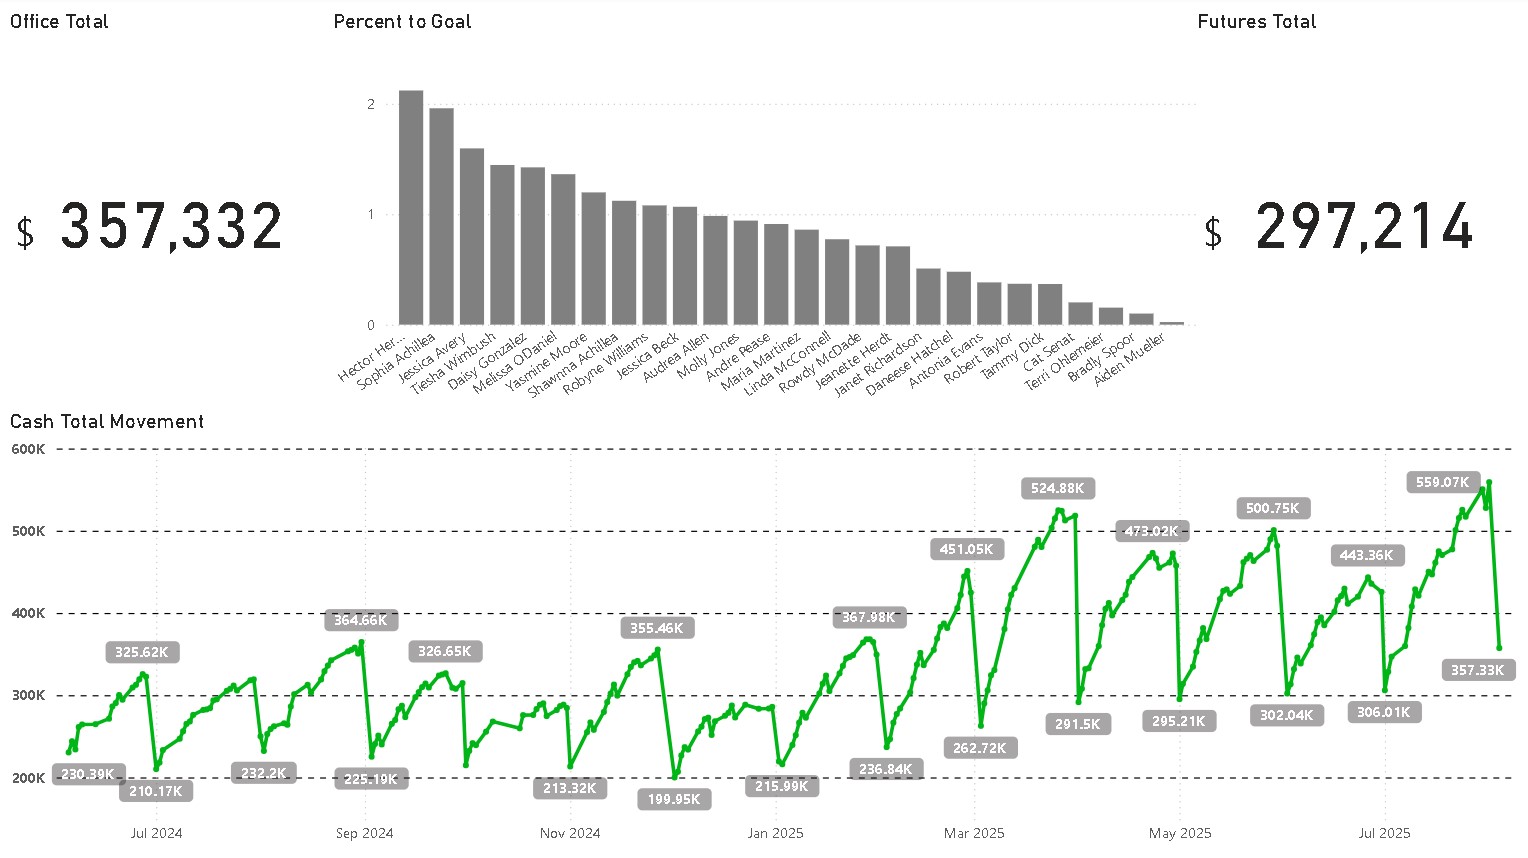 Office Total
Percent to Goal
Futures Total
2
1
0
$ 357,332
$ 297,214
Hector Her...
Sophia Achillea
Jessica Avery
Tiesha Wimbush
Daisy Gonzalez
Melissa ODaniel
Yasmine Moore
Shawnna Achillea
Robyne Williams
Jessica Beck
Audrea Allen
Molly Jones
Andre Pease
Maria Martinez
Linda McConnell
Rowdy McDade
Jeanette Herdt
Janet Richardson
Daneese Hatchel
Antonia Evans
Robert Taylor
Tammy Dick
Cat Senat
Terri Ohlemeier
Bradly Spoor
Aiden Mueller
Cash Total Movement
600K
500K
400K
300K
200K
230.39K
325.62K
210.17K
232.2K
364.66K
225.19K
326.65K
213.32K
355.46K
199.95K
215.99K
367.98K
236.84K
451.05K
262.72K
524.88K
291.5K
473.02K
295.21K
500.75K
302.04K
443.36K
306.01K
559.07K
357.33K
Jul 2024
Sep 2024
Nov 2024
Jan 2025
Mar 2025
May 2025
Jul 2025